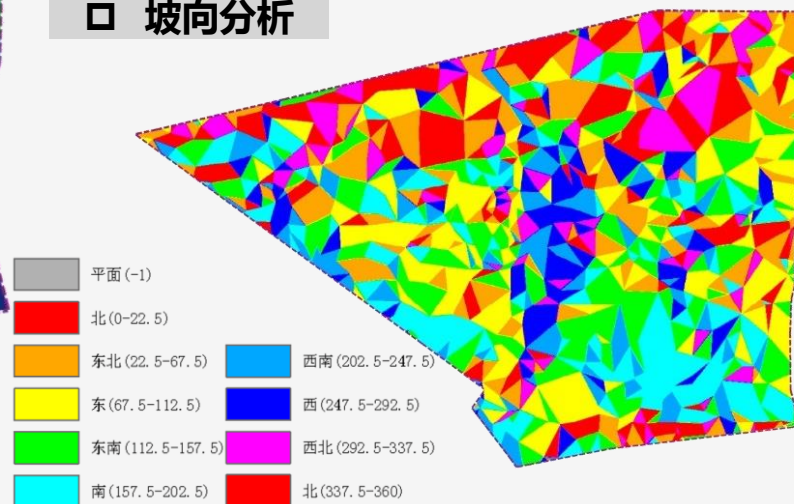 坡向分析
平面(-1)
北(0-22.5)
东北(22.5-67.5)
东(67.5-112.5)
东南(112.5-157.5)
南(157.5-202.5)
西南(202.5-247.5)
西(247.5-292.5)
西北(292.5-337.5)
北(337.5-360)